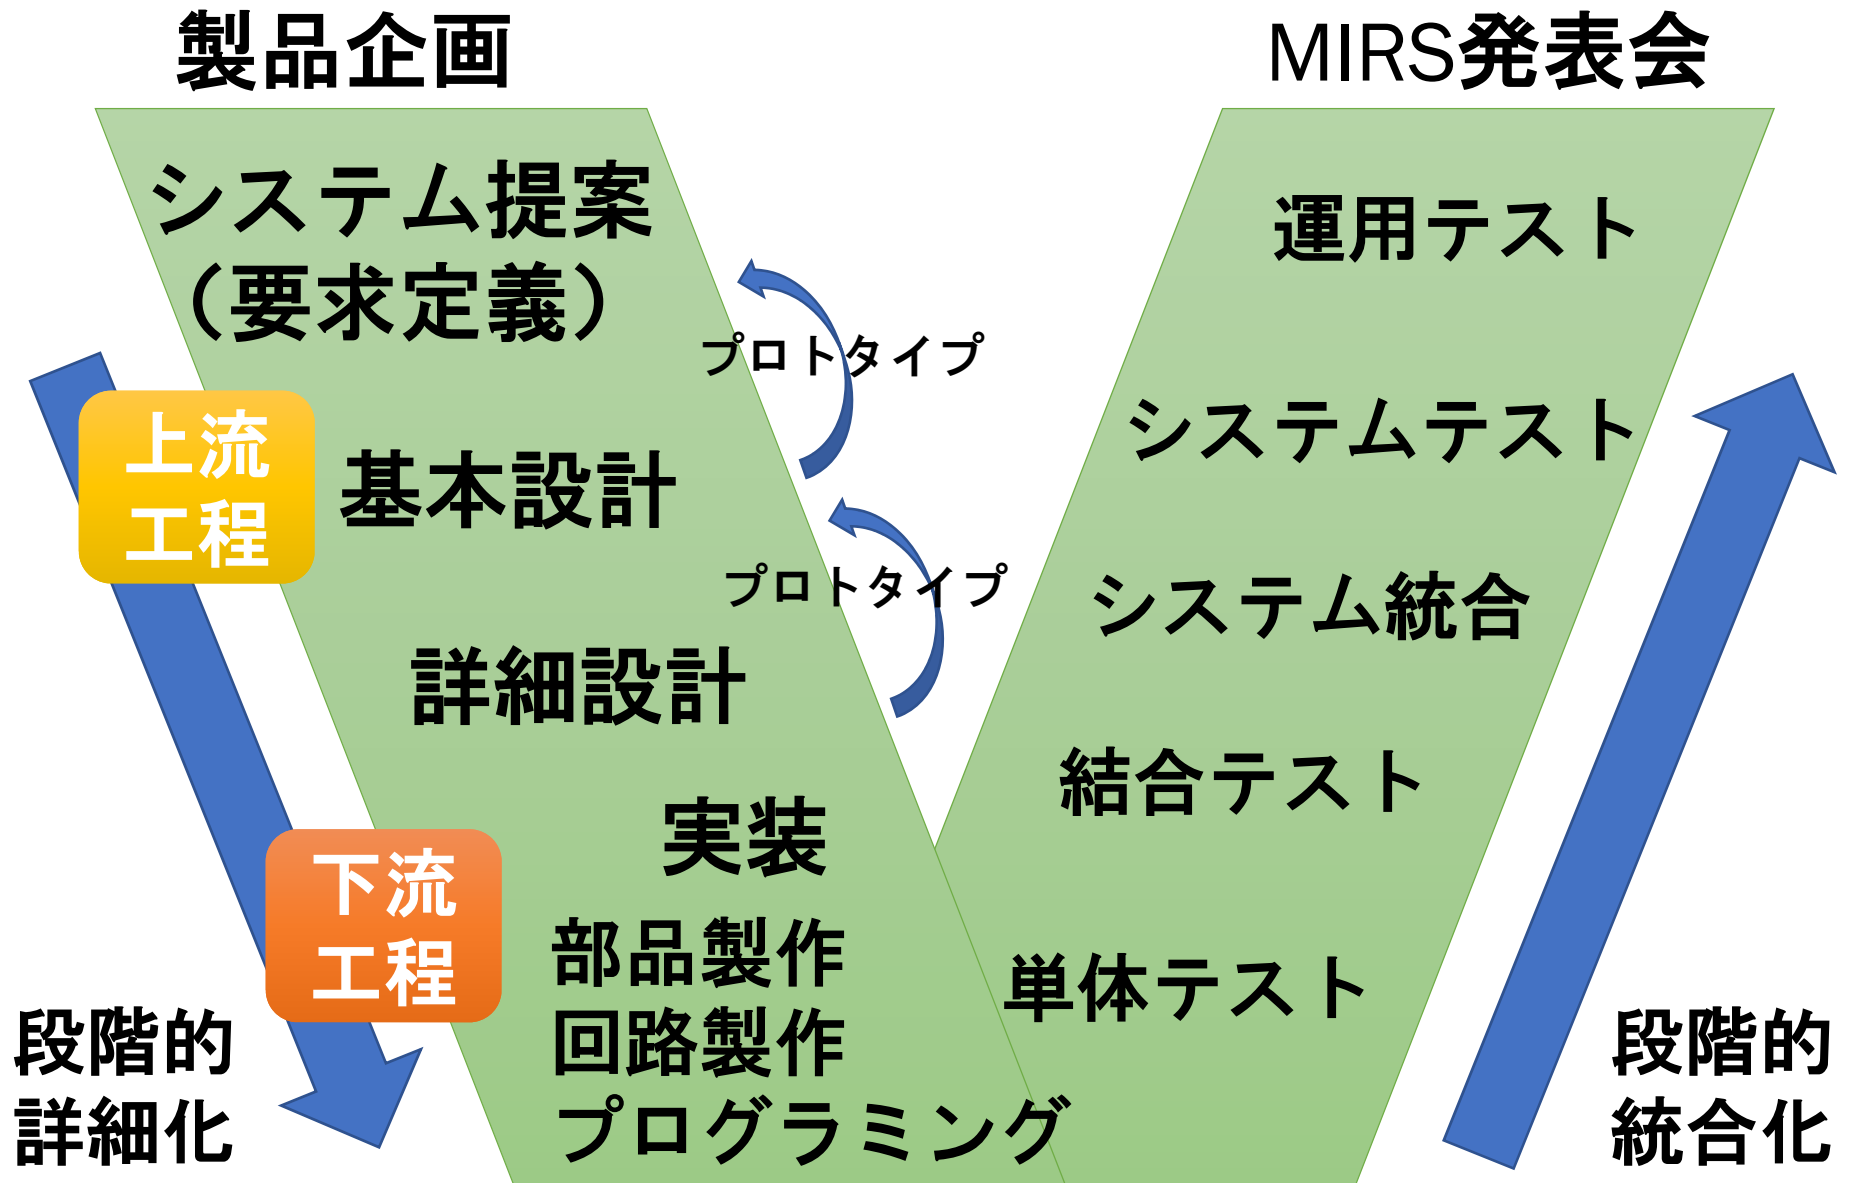 製品企画
MIRS発表会
システム提案
（要求定義）
プロトタイプ
上流
工程
基本設計
プロトタイプ
詳細設計
実装
下流
工程
部品製作
回路製作
プログラミング
段階的
詳細化
運用テスト
システムテスト
システム統合
結合テスト
単体テスト
段階的
統合化